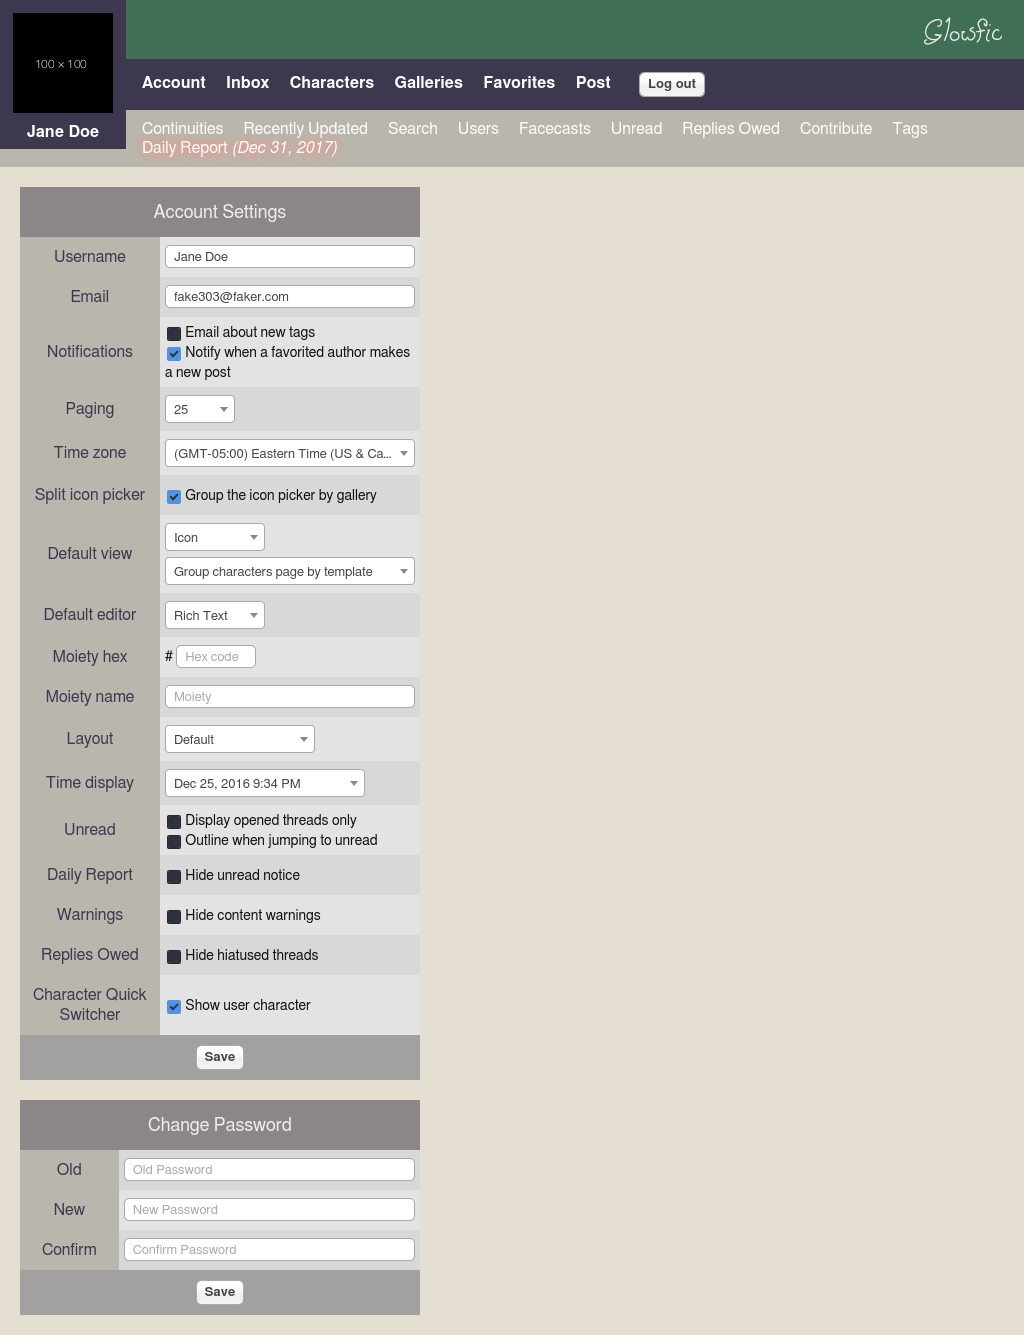 Glowfic
100 × 100
Jane Doe
Account Inbox Characters Galleries Favorites Post Log out
Continuities Recently Updated Search Users Facecasts Unread Replies Owed Contribute Tags
Daily Report (Dec 31, 2017)
Account Settings
Username Jane Doe
Email fake303@faker.com
Notifications
Email about new tags
Notify when a favorited author makes
a new post
Paging 25
Time zone (GMT-05:00) Eastern Time (US & Ca...
Split icon picker Group the icon picker by gallery
Default view
Icon
Group characters page by template
Default editor Rich Text
Moiety hex # Hex code
Moiety name Moiety
Layout Default
Time display Dec 25, 2016 9:34 PM
Unread
Display opened threads only
Outline when jumping to unread
Daily Report Hide unread notice
Warnings Hide content warnings
Replies Owed Hide hiatused threads
Character Quick
Switcher
Show user character
Save
Change Password
Old Old Password
New New Password
Confirm Confirm Password
Save